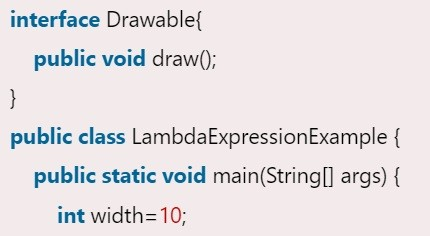 interface Drawable{
public void draw();
}
public class LambdaExpressionExample {
public static void main(String[] args) {
int width=10;